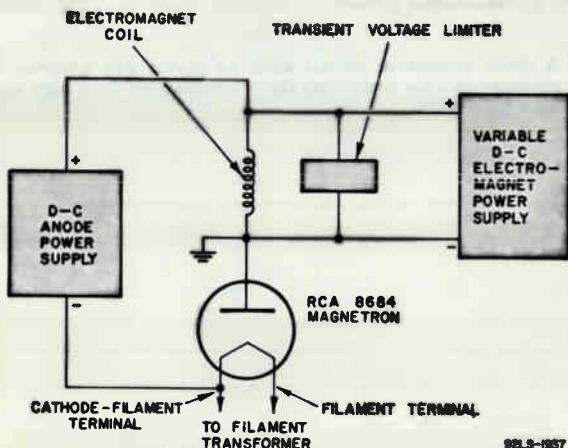 ELECTROMAGNET
COIL
TRANSIENT VOLTAGE LIMITER
+
+
D-C
ANODE
POWER
SUPPLY
-
VARIABLE
D-C
ELECTRO-
MAGNET
POWER
SUPPLY
-
RCA 8684
MAGNETRON
CATHODE-FILAMENT
TERMINAL
FILAMENT TERMINAL
TO FILAMENT
TRANSFORMER
92LS-1957